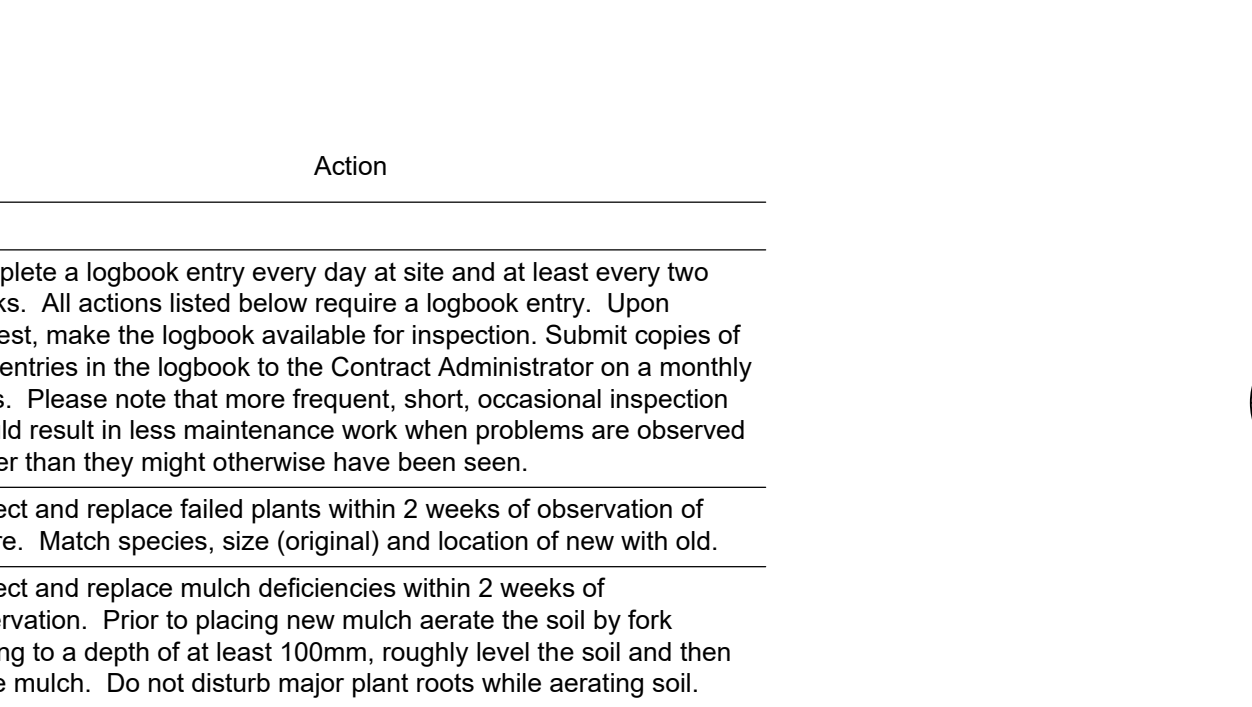 Action
plete a logbook entry every day at site and at least every two
ks.  All actions listed below require a logbook entry.  Upon
est, make the logbook available for inspection. Submit copies of
entries in the logbook to the Contract Administrator on a monthly
s.  Please note that more frequent, short, occasional inspection
ld result in less maintenance work when problems are observed
er than they might otherwise have been seen.
ect and replace failed plants within 2 weeks of observation of
re.  Match species, size (original) and location of new with old.
ect and replace mulch deficiencies within 2 weeks of
ervation.  Prior to placing new mulch aerate the soil by fork
ng to a depth of at least 100mm, roughly level the soil and then
e mulch.  Do not disturb major plant roots while aerating soil.